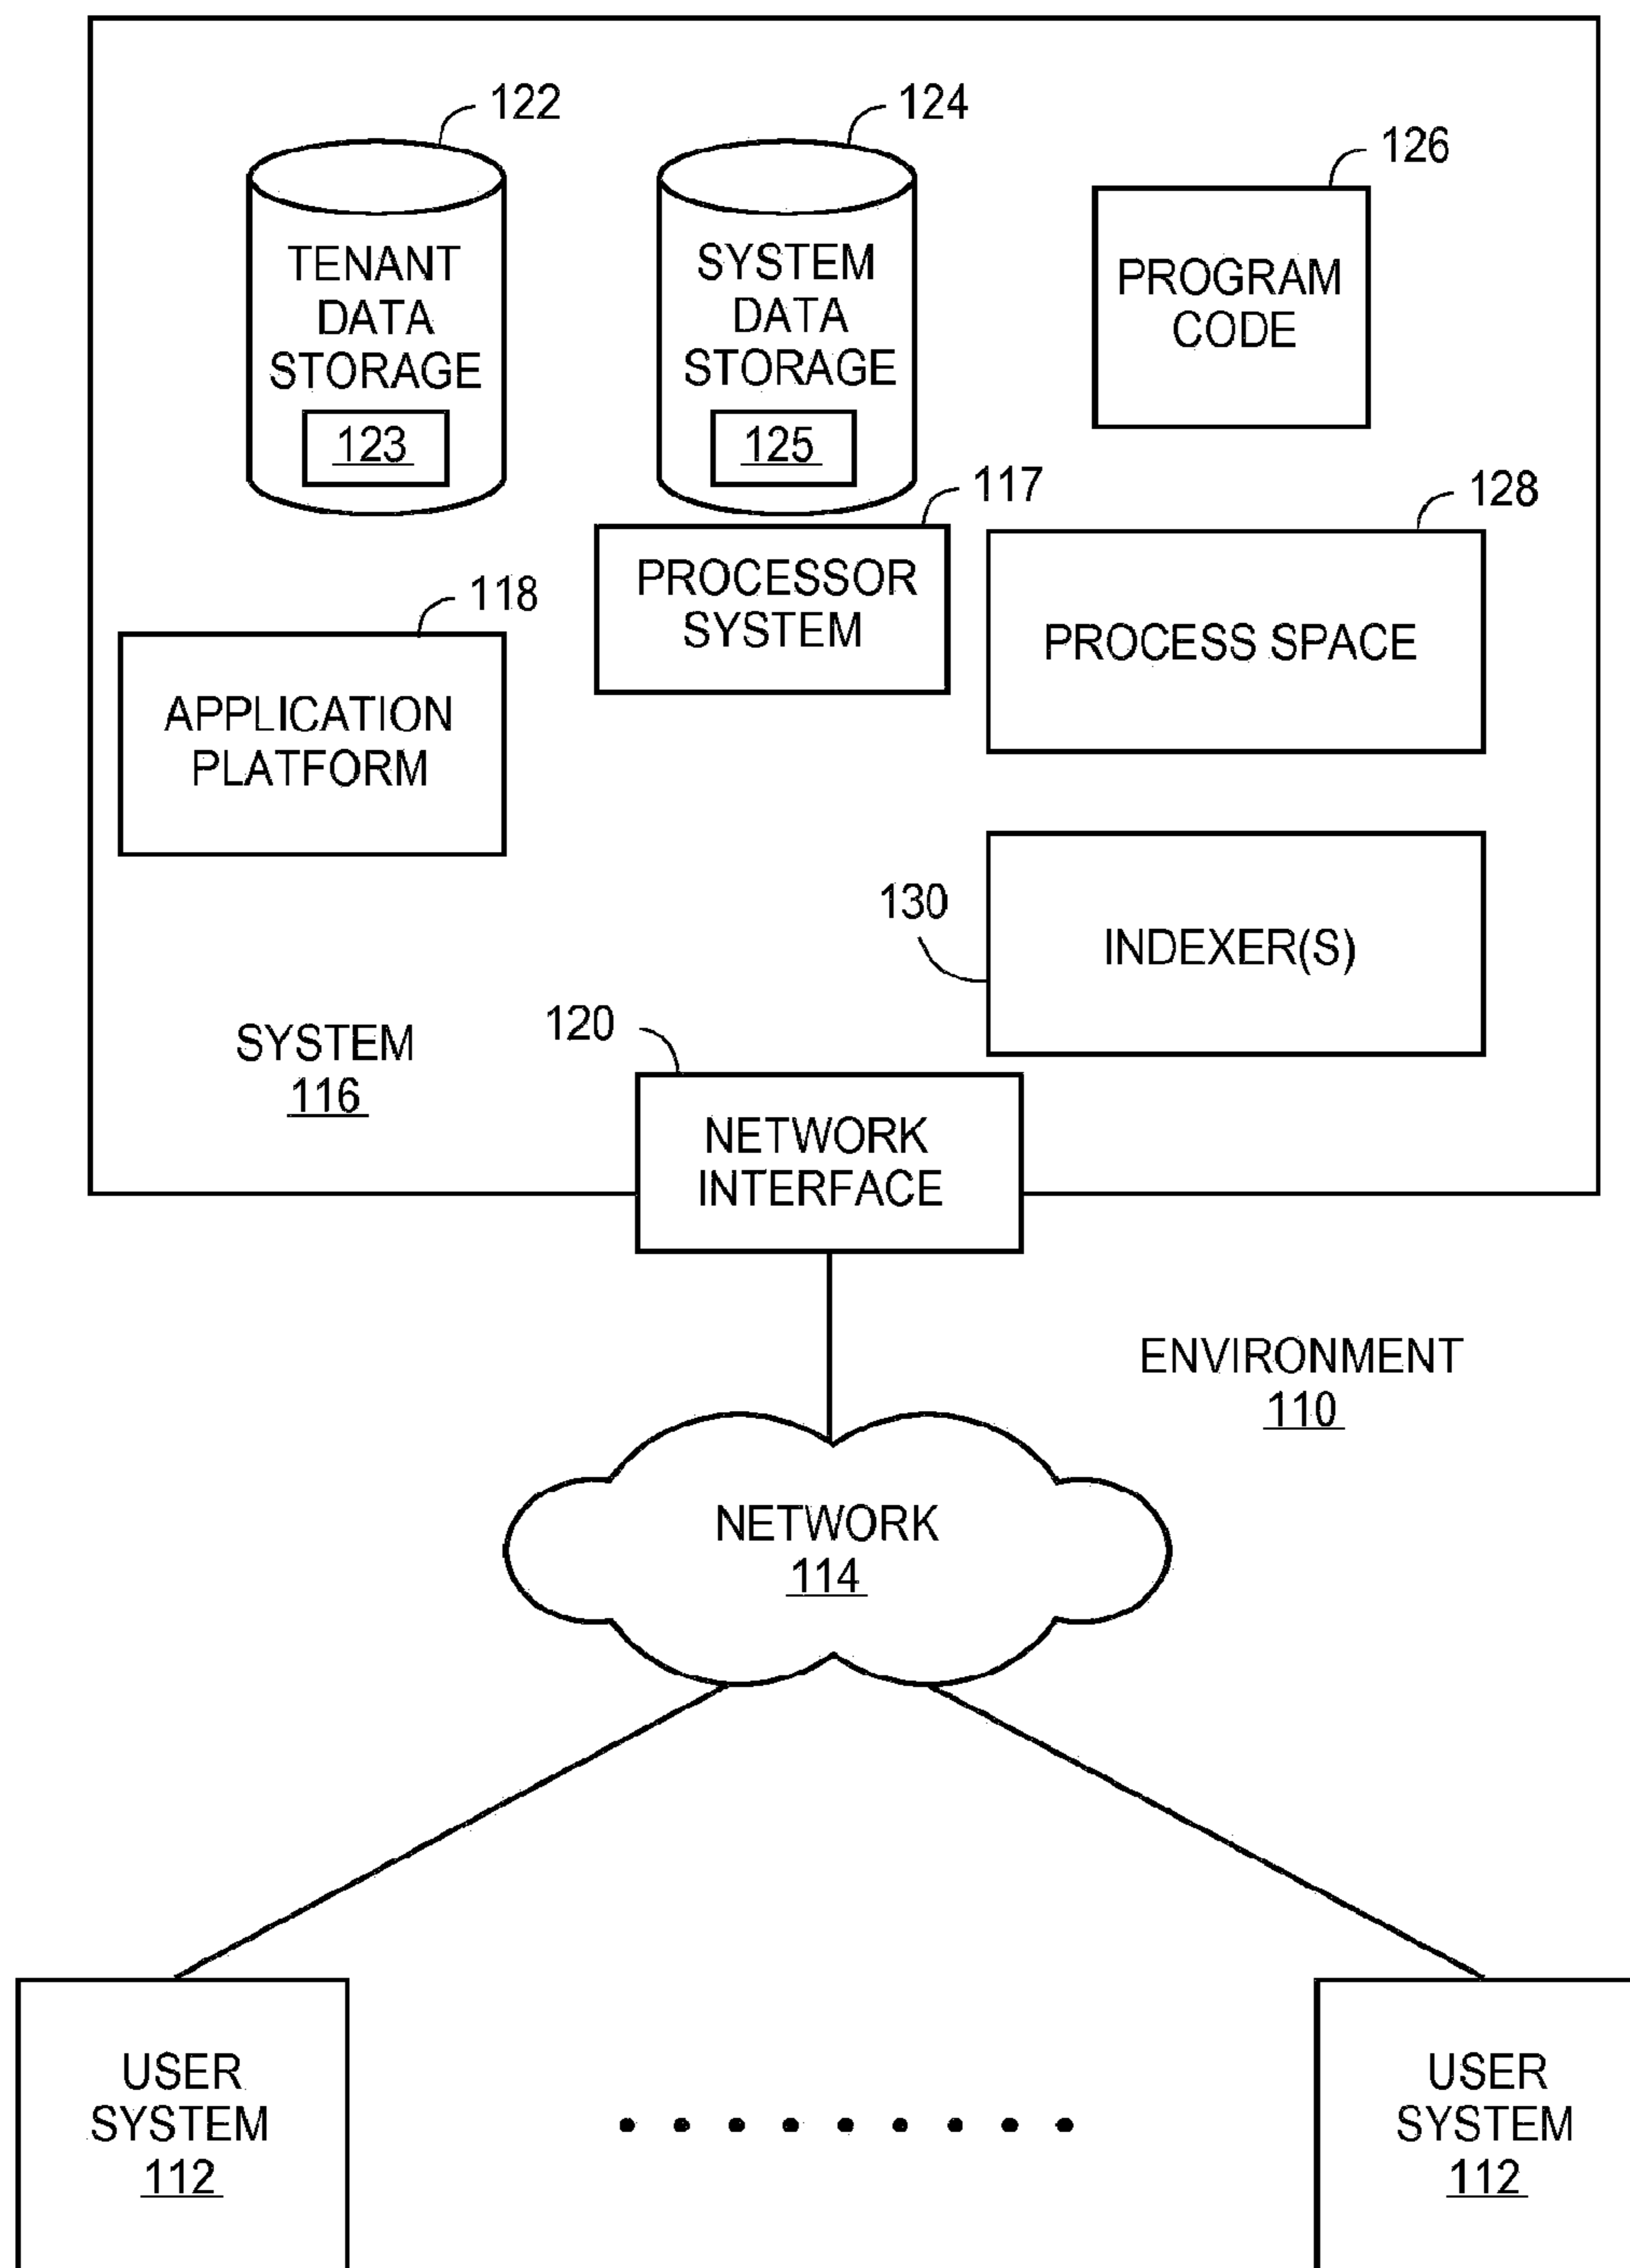 122
124
126
TENANT
DATA
STORAGE
123
SYSTEM
DATA
STORAGE
125
PROGRAM
CODE
117
128
118
PROCESSOR
SYSTEM
PROCESS SPACE
APPLICATION
PLATFORM
130
INDEXER(S)
SYSTEM
116
120
NETWORK
INTERFACE
ENVIRONMENT
110
NETWORK
114
USER
SYSTEM
112
USER
SYSTEM
112